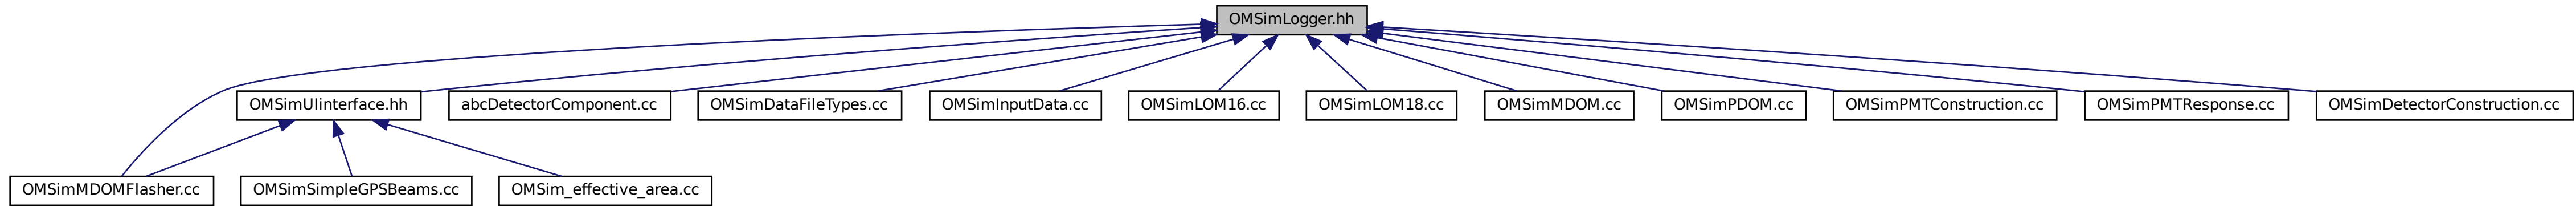 OMSimLogger.hh
OMSimUIinterface.hh
abcDetectorComponent.cc
OMSimDataFileTypes.cc
OMSimInputData.cc
OMSimLOM16.cc
OMSimLOM18.cc
OMSimMDOM.cc
OMSimPDOM.cc
OMSimPMTConstruction.cc
OMSimPMTResponse.cc
OMSimDetectorConstruction.cc
OMSimMDOMFlasher.cc
OMSimSimpleGPSBeams.cc
OMSim_effective_area.cc